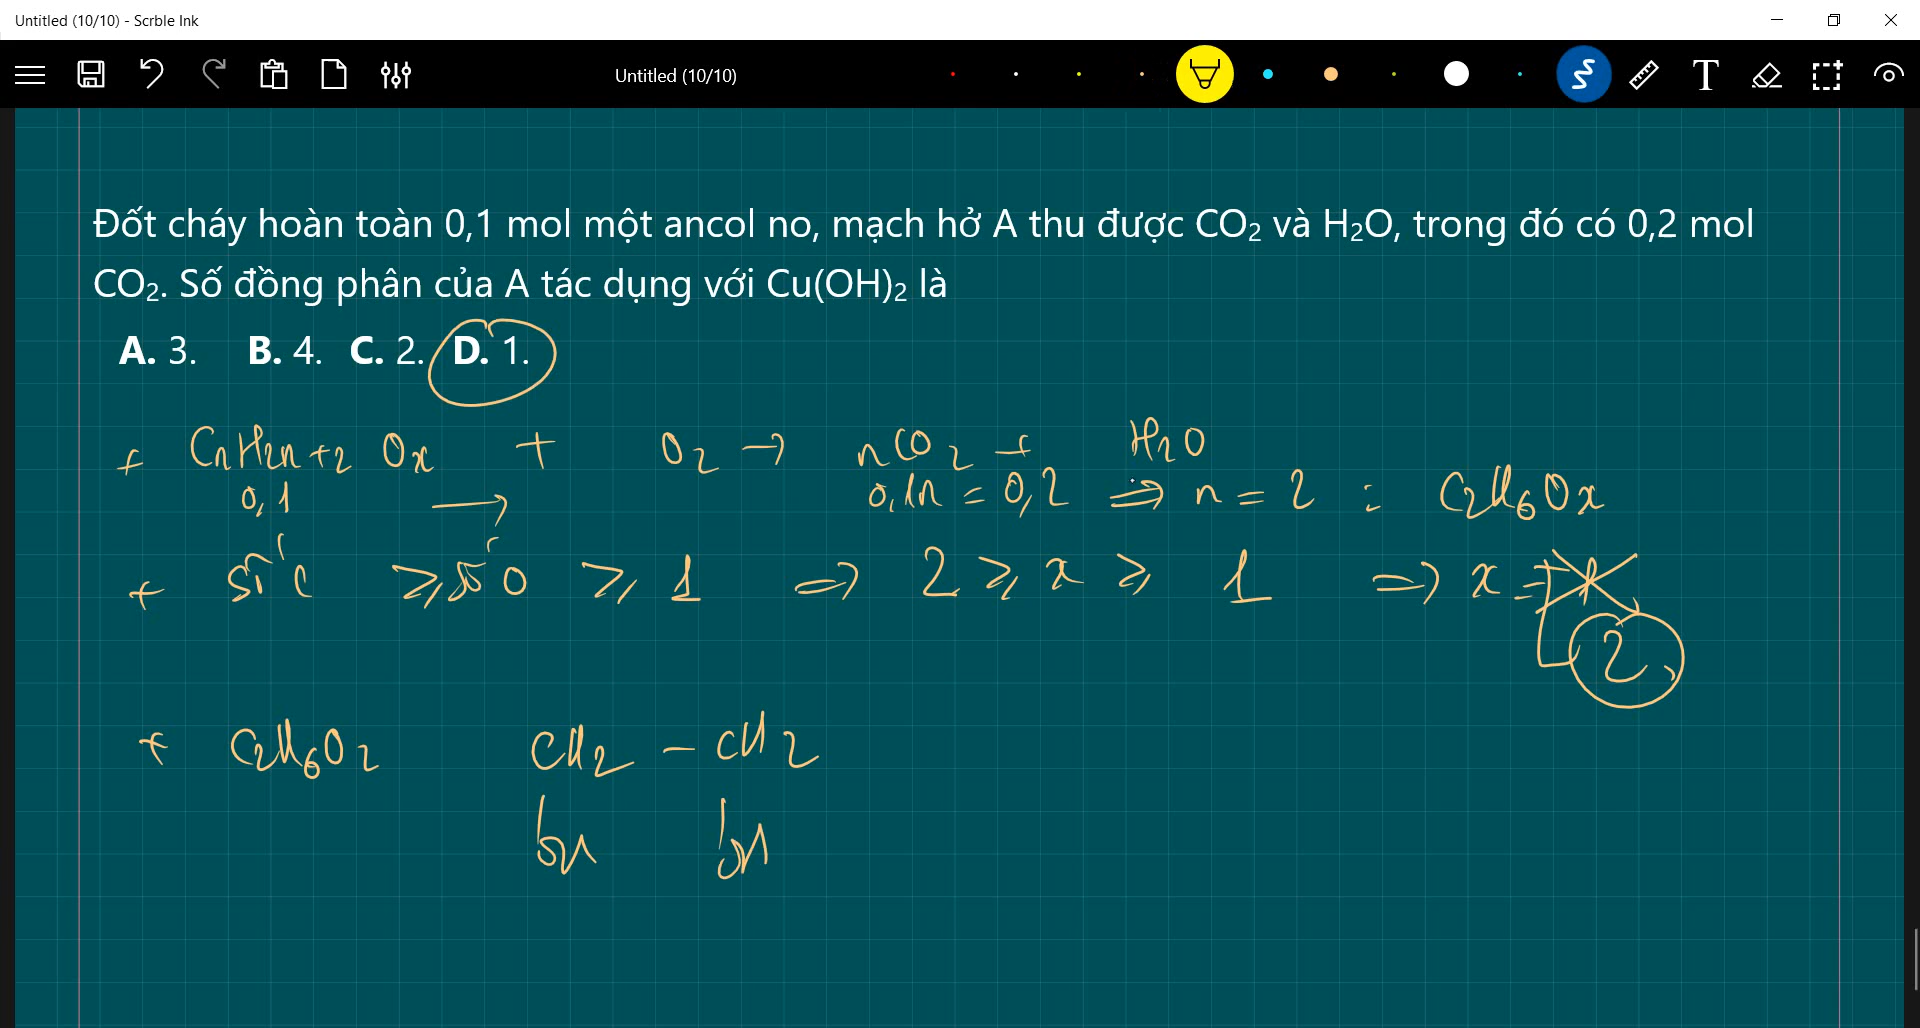 Untitled (10/10) - Scrble Ink
Untitled (10/10)
T
Đốt cháy hoàn toàn 0,1 mol một ancol no, mạch hở A thu được CO₂ và H₂O, trong đó có 0,2 mol
CO₂. Số đồng phân của A tác dụng với Cu(OH)₂ là
A. 3. B. 4. C. 2. D. 1.
+ CnH2n+2 Ox + O2 → nCO2 + H2O
0,1 → 0,1n = 0,2 ⇒ n = 2 : C2H6Ox
+ số C ≥ số O ≥ 1 ⇒ 2 ≥ x ≥ 1 ⇒ x = 1
2
+ C2H6O2 CH2 - CH2
OH OH